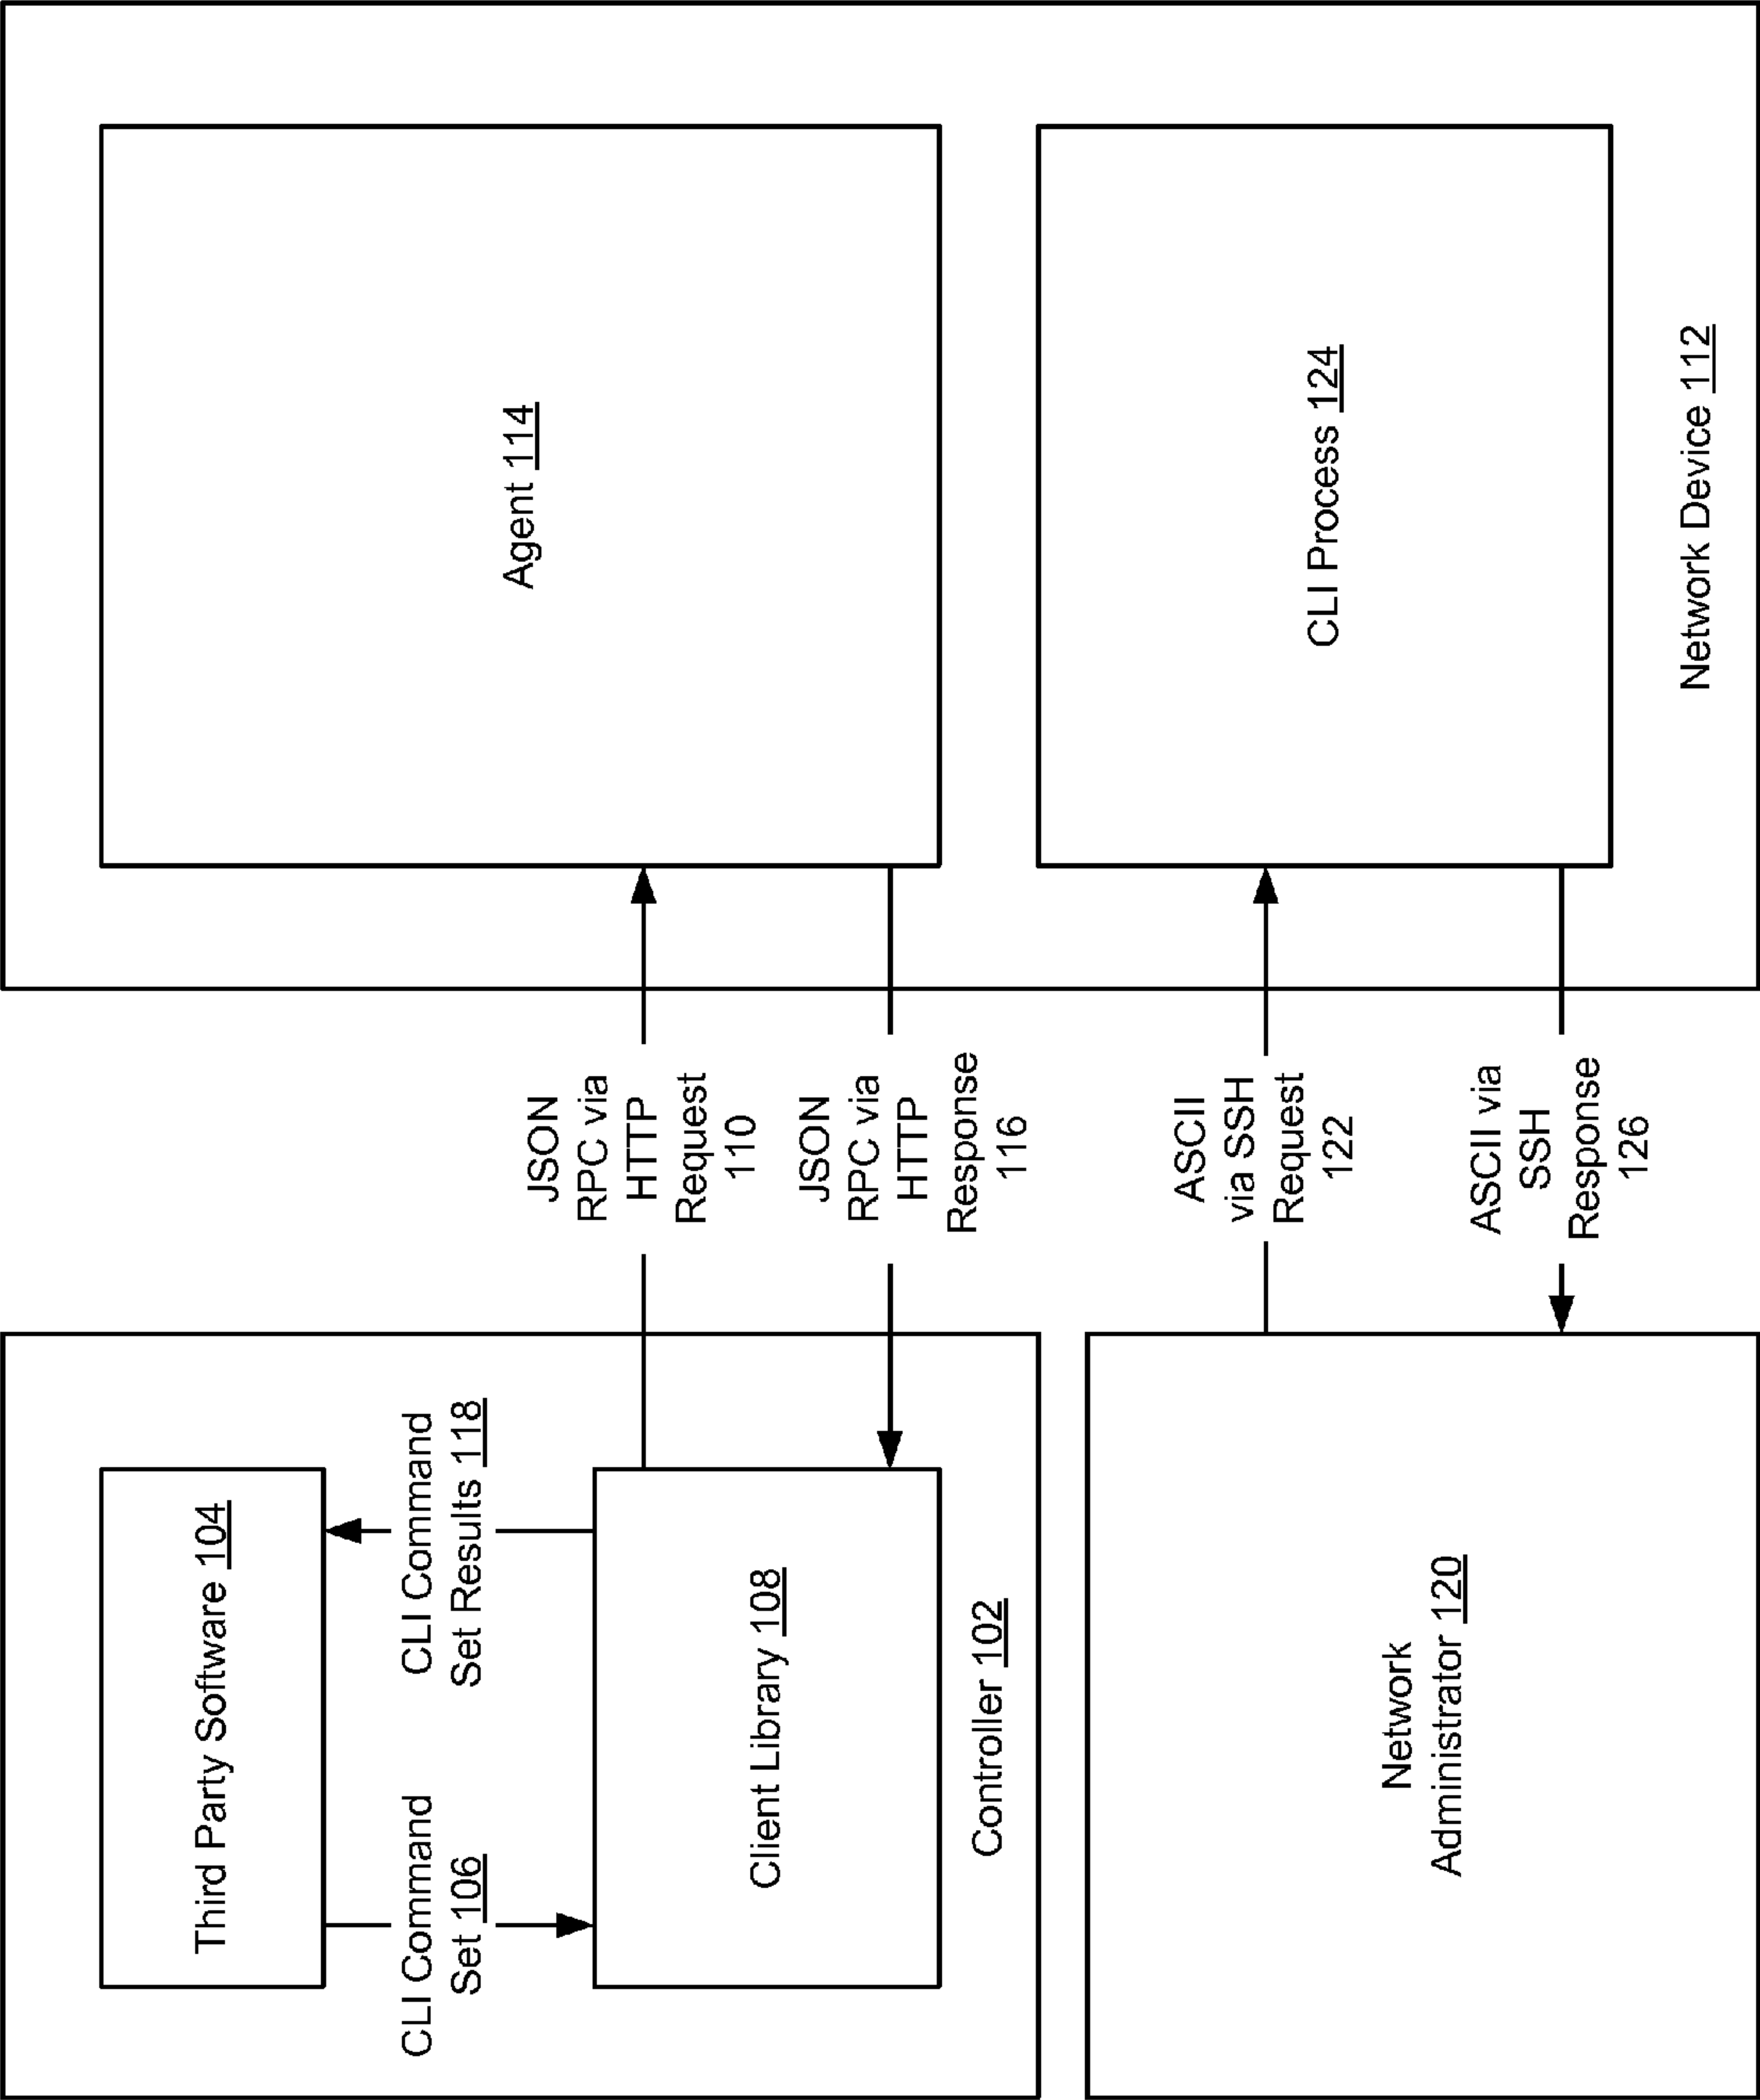 Third Party Software 104
CLI Command
Set 106
CLI Command
Set Results 118
Client Library 108
Controller 102
JSON
RPC via
HTTP
Request
110
JSON
RPC via
HTTP
Response
116
Agent 114
Network
Administrator 120
ASCII
via SSH
Request
122
ASCII via
SSH
Response
126
CLI Process 124
Network Device 112